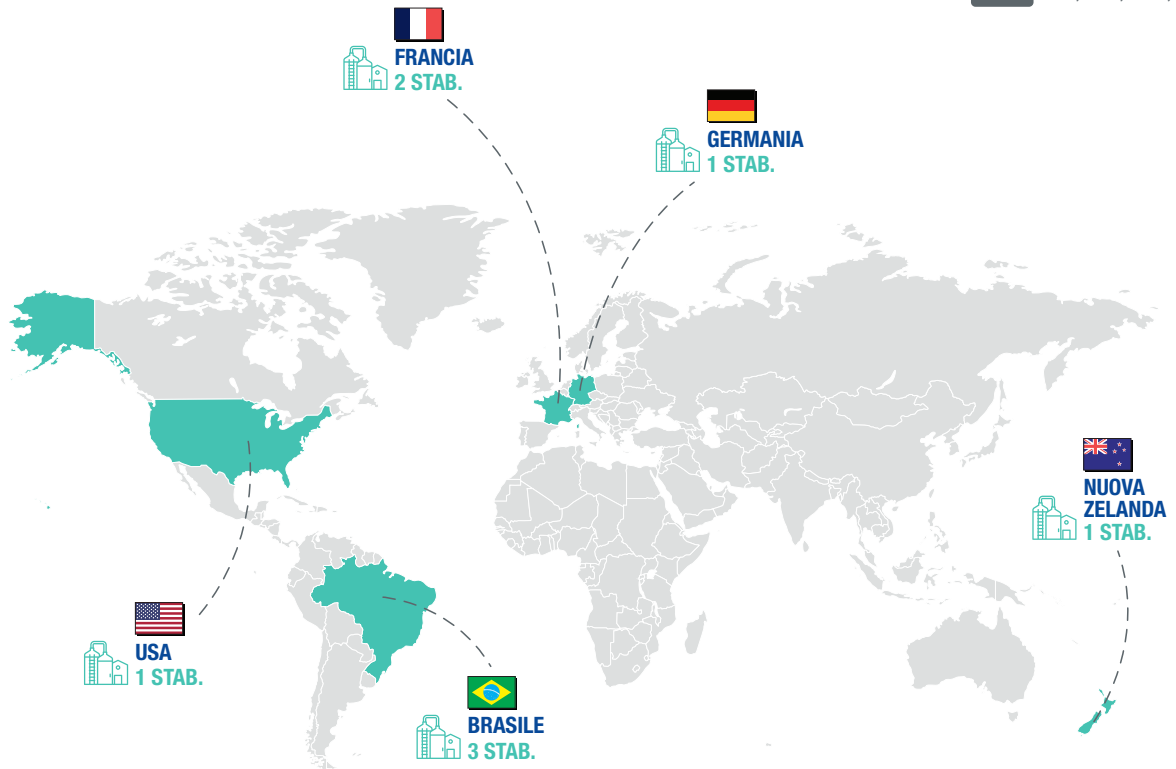 FRANCIA
2 STAB.
GERMANIA
1 STAB.
NUOVA
ZELANDA
1 STAB.
USA
1 STAB.
BRASILE
3 STAB.